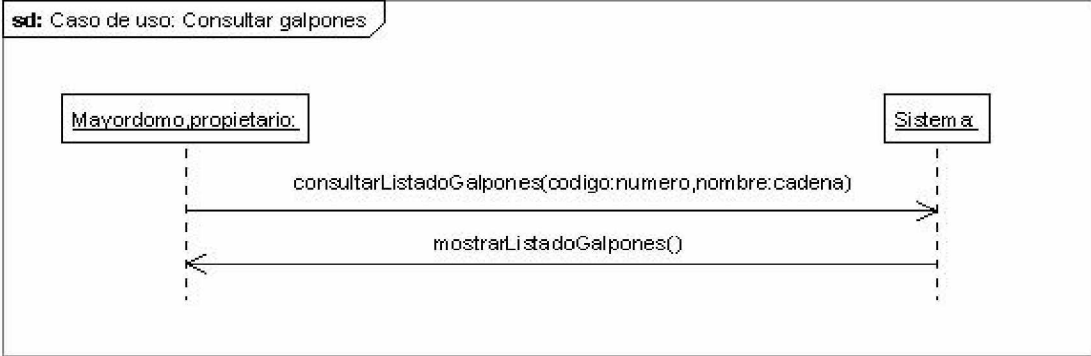 sd: Caso de uso: Consultar galpones
Mayordomo,propietario:
Sistema:
consultarListadoGalpones(codigo:numero,nombre:cadena)
mostrarListadoGalpones()